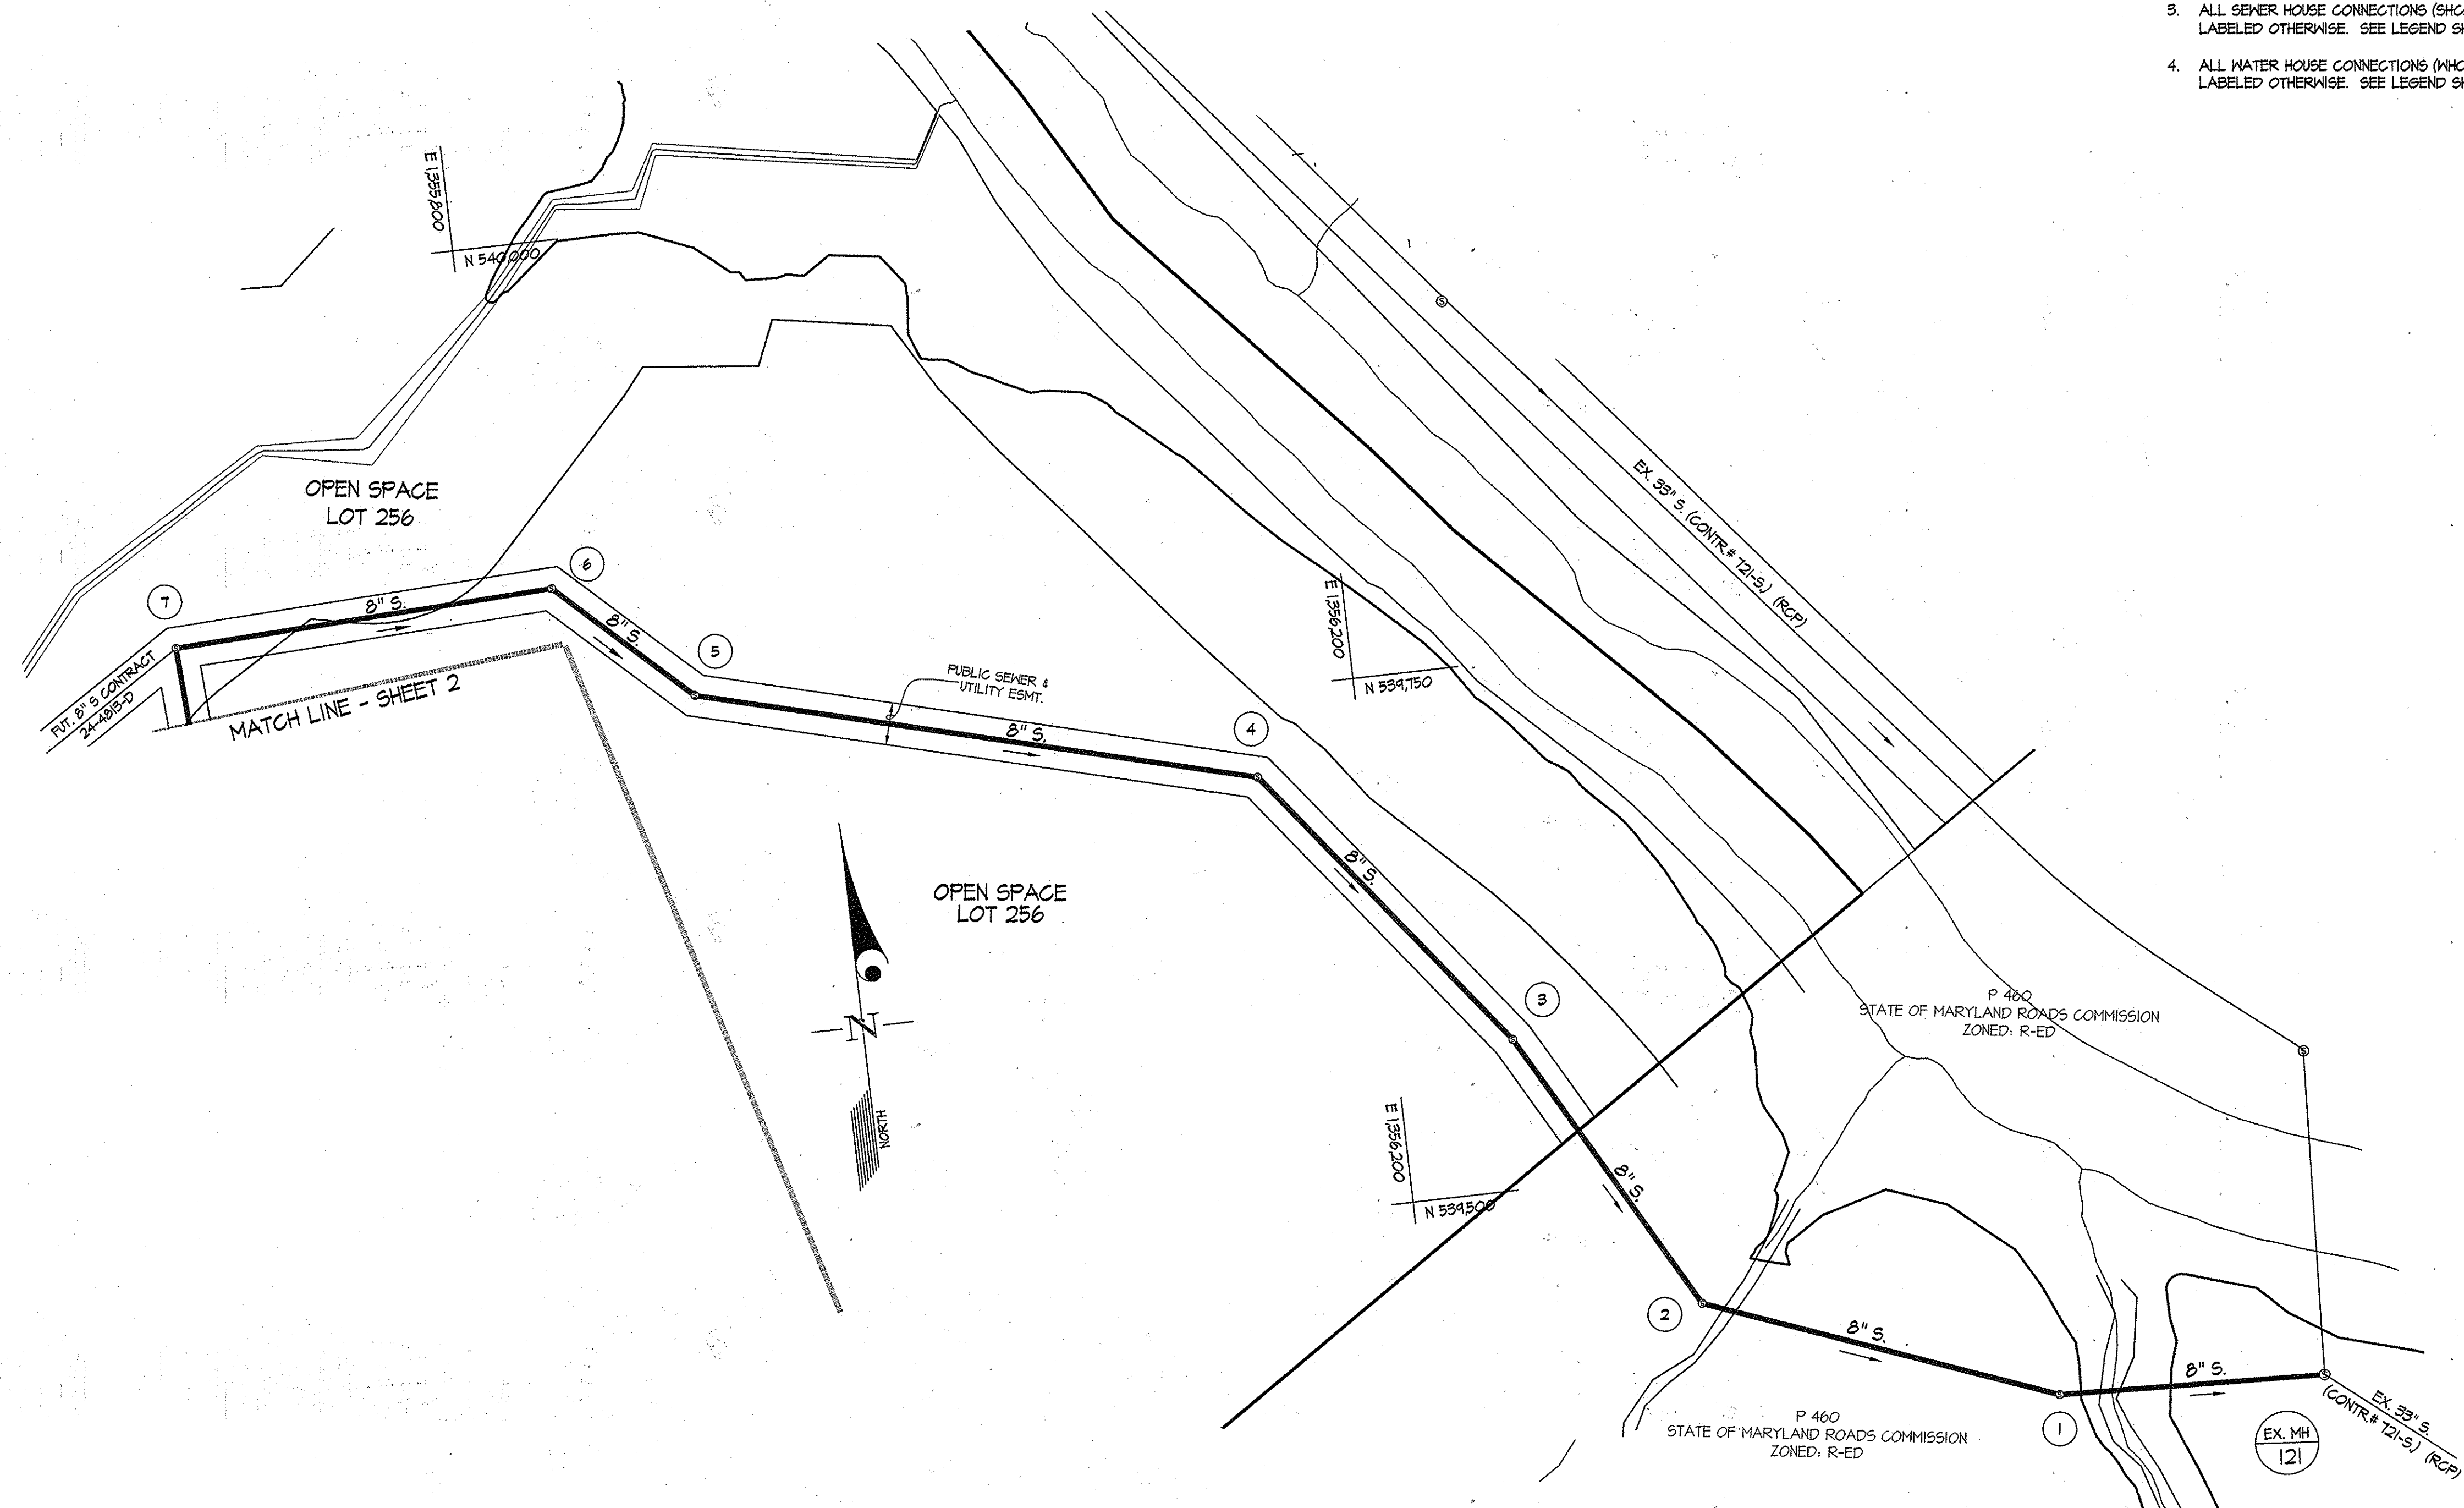 3. ALL SEWER HOUSE CONNECTIONS (SHC
LABELED OTHERWISE. SEE LEGEND SH
4. ALL WATER HOUSE CONNECTIONS (WHC
LABELED OTHERWISE. SEE LEGEND SH
E 1,355,800
N 540,000
OPEN SPACE
LOT 256
EX. 33" S. (CONTR.# 721-S.) (RCP)
7
8" S.
6
8" S.
5
FUT. 8" S CONTRACT
24-4813-D
MATCH LINE - SHEET 2
PUBLIC SEWER &
UTILITY ESMT.
8" S.
4
E 1,356,200
N 539,750
8" S.
OPEN SPACE
LOT 256
N
NORTH
3
P 460
STATE OF MARYLAND ROADS COMMISSION
ZONED: R-ED
E 1,356,200
N 539,500
8" S.
2
8" S.
1
8" S.
P 460
STATE OF MARYLAND ROADS COMMISSION
ZONED: R-ED
EX. MH
121
EX. 33" S.
(CONTR.# 721-S.) (RCP)